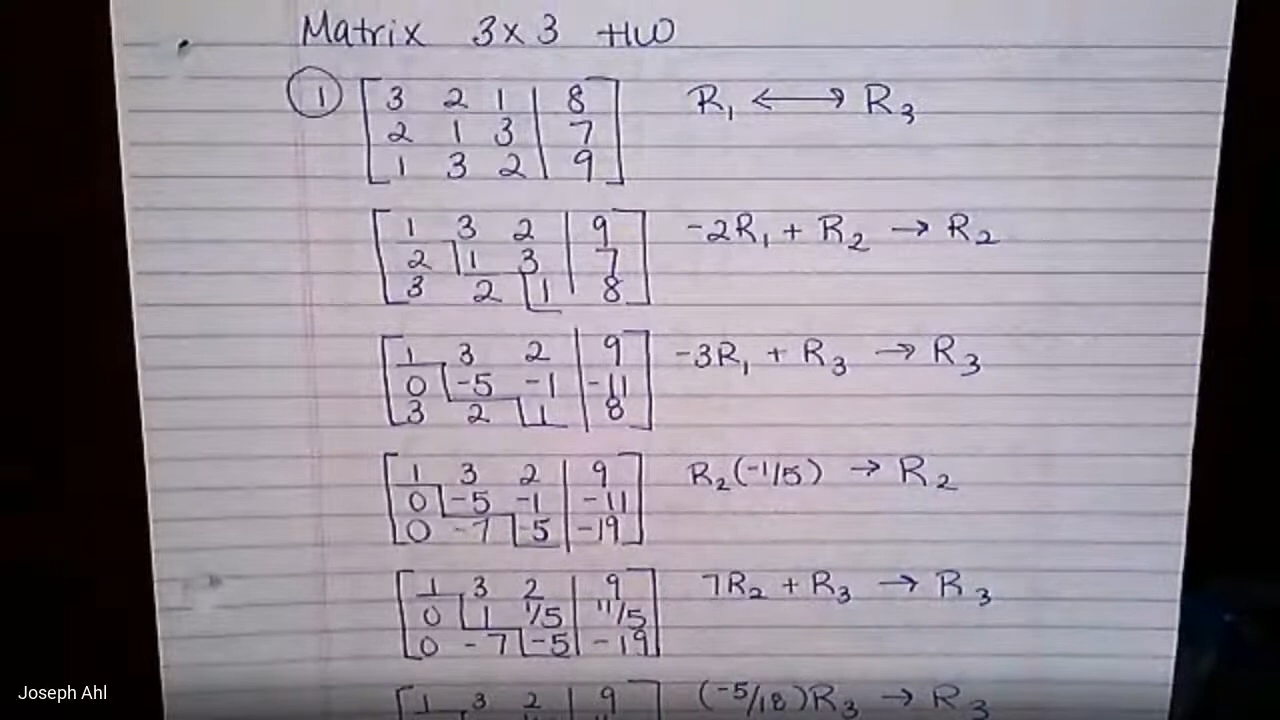 Matrix 3x3 HW
① 3 2 1 | 8 R₁ ⟷ R₃
2 1 3 | 7
1 3 2 | 9
1 3 2 | 9 -2R₁ + R₂ → R₂
2 1 3 | 7
3 2 1 | 8
1 3 2 | 9 -3R₁ + R₃ → R₃
0 -5 -1 | -11
3 2 1 | 8
1 3 2 | 9 R₂(-1/5) → R₂
0 -5 -1 | -11
0 -7 -5 | -19
1 3 2 | 9 7R₂ + R₃ → R₃
0 1 1/5 | 11/5
0 -7 -5 | -19
1 3 2 | 9 (-5/18)R₃ → R₃
Joseph Ahl